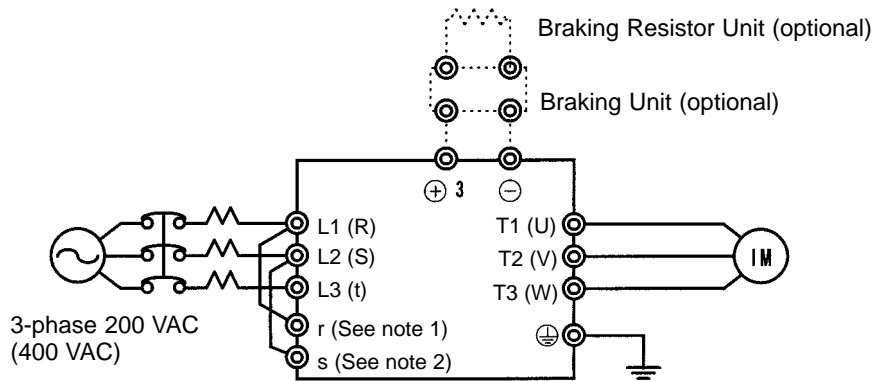 Braking Resistor Unit (optional)
Braking Unit (optional)
+ 3 −
L1 (R)
T1 (U)
L2 (S)
T2 (V)
IM
L3 (t)
T3 (W)
3-phase 200 VAC
(400 VAC)
r (See note 1)
s (See note 2)